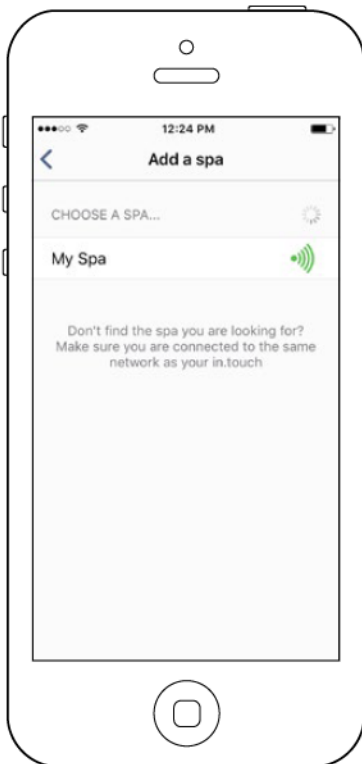 12:24 PM
Add a spa
CHOOSE A SPA...
My Spa
Don't find the spa you are looking for?
Make sure you are connected to the same
network as your in.touch